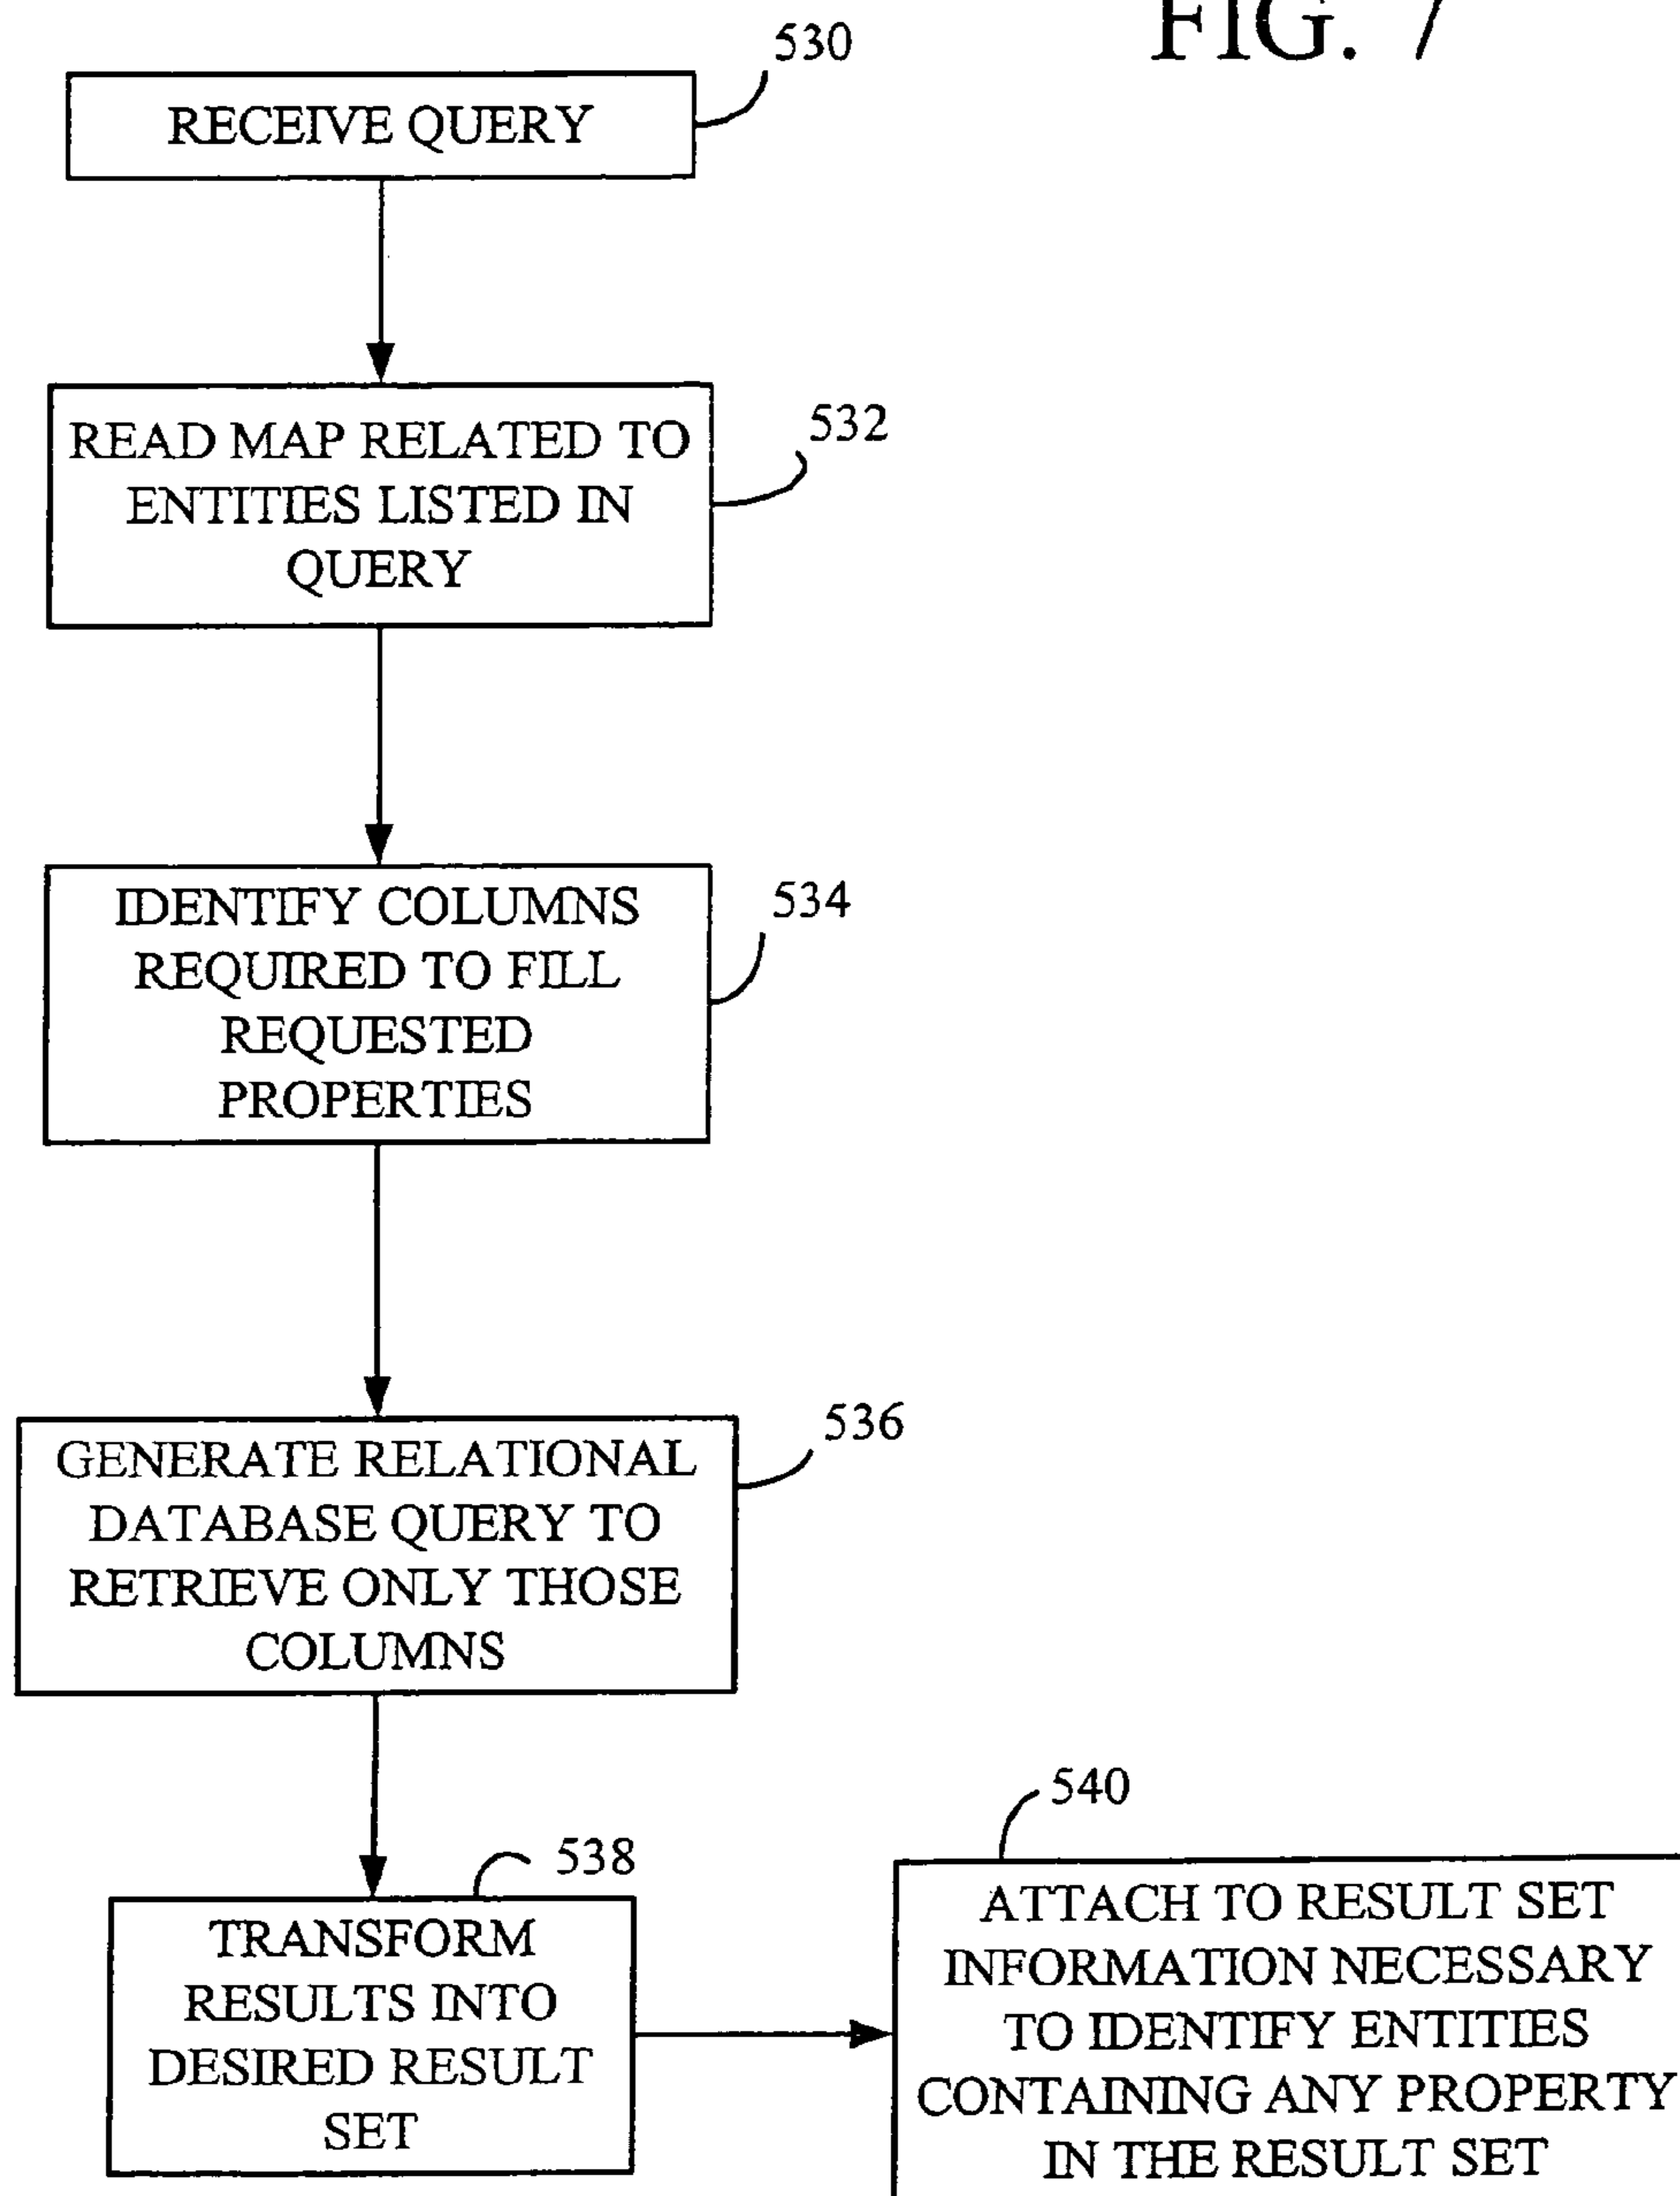 FIG. 7
530
RECEIVE QUERY
532
READ MAP RELATED TO
ENTITIES LISTED IN
QUERY
534
IDENTIFY COLUMNS
REQUIRED TO FILL
REQUESTED
PROPERTIES
536
GENERATE RELATIONAL
DATABASE QUERY TO
RETRIEVE ONLY THOSE
COLUMNS
538
TRANSFORM
RESULTS INTO
DESIRED RESULT
SET
540
ATTACH TO RESULT SET
INFORMATION NECESSARY
TO IDENTIFY ENTITIES
CONTAINING ANY PROPERTY
IN THE RESULT SET